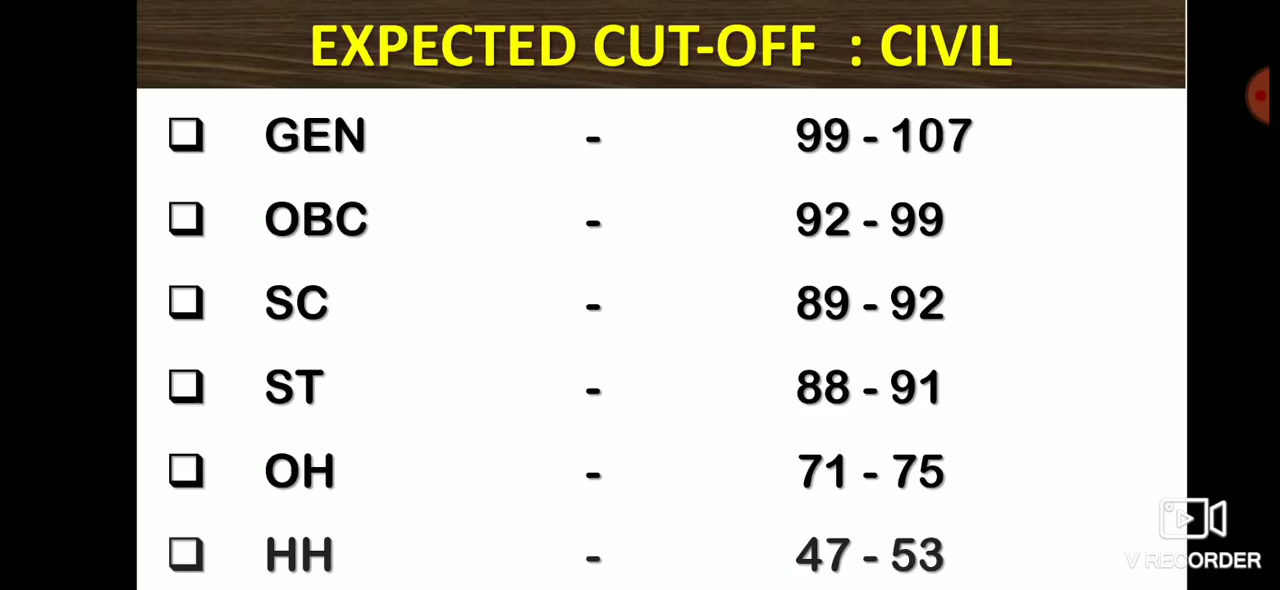 EXPECTED CUT-OFF : CIVIL
❑ GEN - 99 - 107
❑ OBC - 92 - 99
❑ SC - 89 - 92
❑ ST - 88 - 91
❑ OH - 71 - 75
❑ HH - 47 - 53
V RECORDER